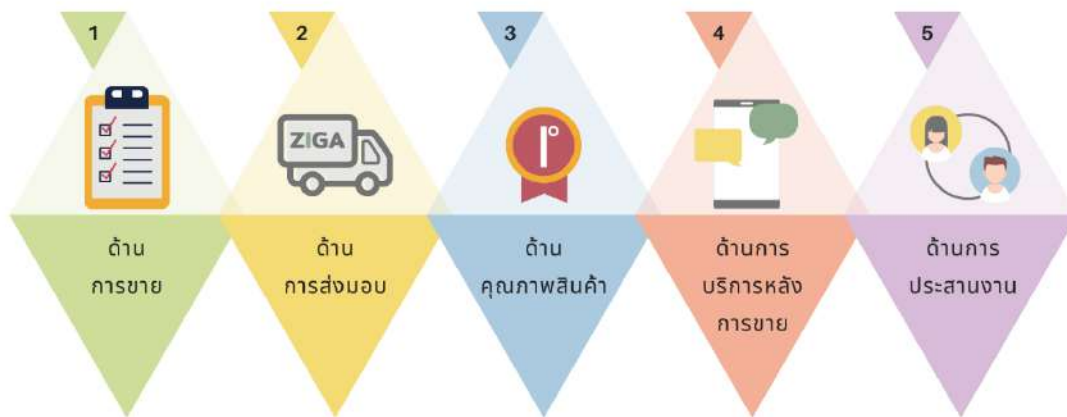 1
2
3
4
5
ZIGA
1°
ด้าน
การขาย
ด้าน
การส่งมอบ
ด้าน
คุณภาพสินค้า
ด้านการ
บริการหลัง
การขาย
ด้านการ
ประสานงาน